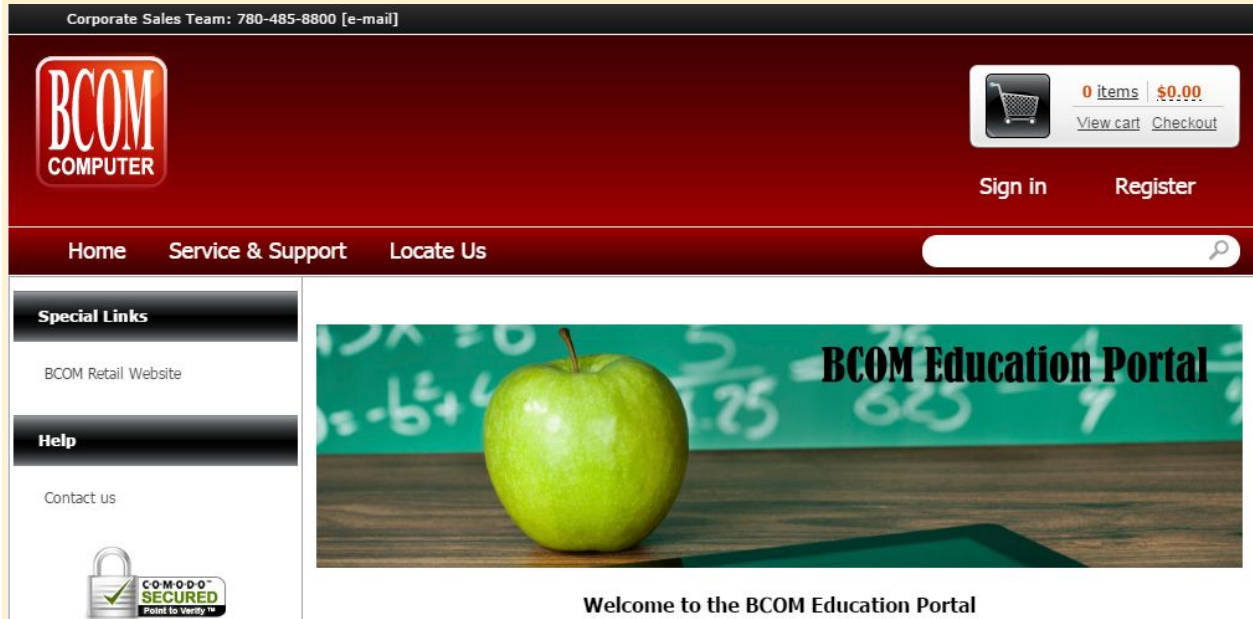 Corporate Sales Team: 780-485-8800 [e-mail]
BCOM
COMPUTER
0 items $0.00
View cart Checkout
Sign in Register
Home Service & Support Locate Us
Special Links
BCOM Retail Website
Help
Contact us
COMODO™
SECURED
Point to Verify™
BCOM Education Portal
Welcome to the BCOM Education Portal